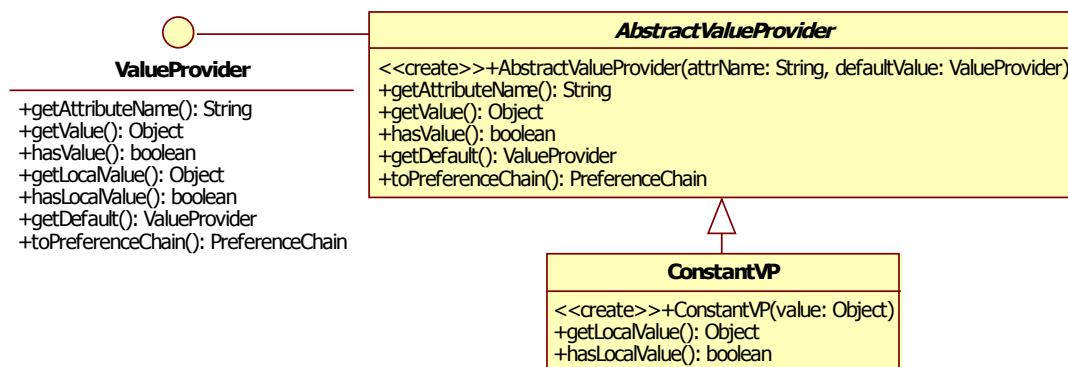 ValueProvider
+getAttributeName(): String
+getValue(): Object
+hasValue(): boolean
+getLocalValue(): Object
+hasLocalValue(): boolean
+getDefault(): ValueProvider
+toPreferenceChain(): PreferenceChain
AbstractValueProvider
<<create>>+AbstractValueProvider(attrName: String, defaultValue: ValueProvider)
+getAttributeName(): String
+getValue(): Object
+hasValue(): boolean
+getDefault(): ValueProvider
+toPreferenceChain(): PreferenceChain
ConstantVP
<<create>>+ConstantVP(value: Object)
+getLocalValue(): Object
+hasLocalValue(): boolean